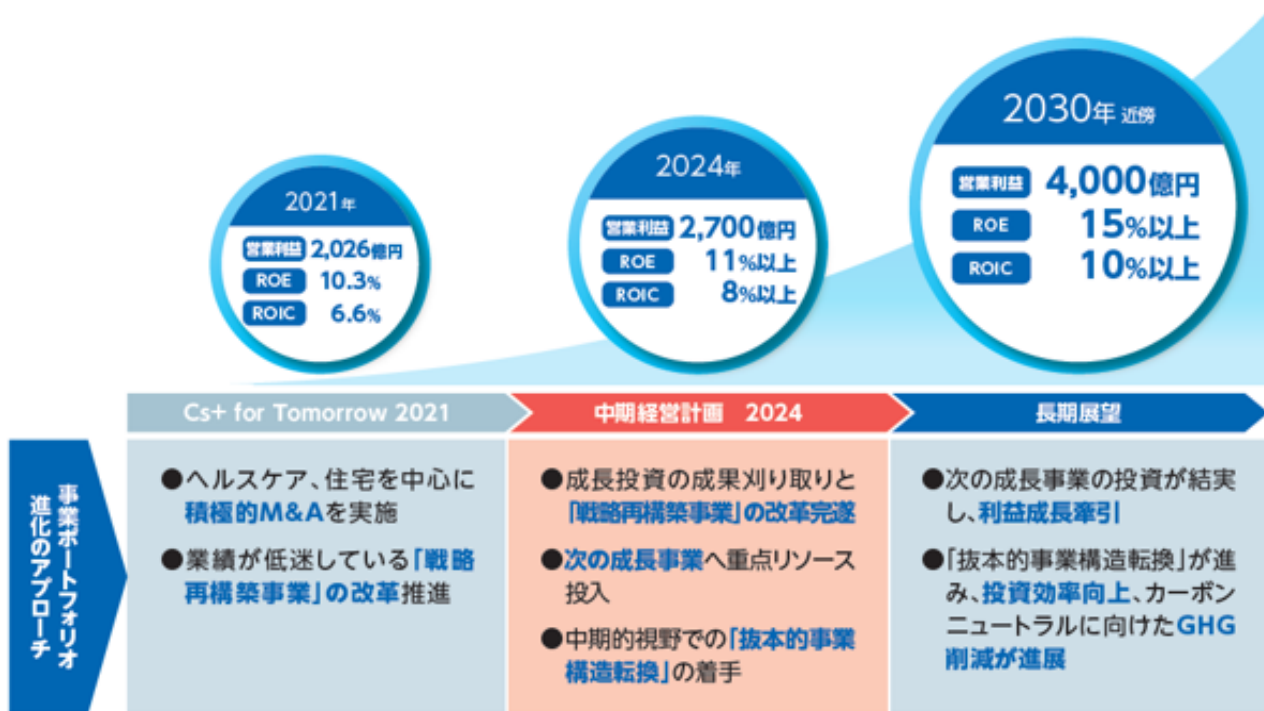 2021年
営業利益 2,026億円
ROE 10.3%
ROIC 6.6%
2024年
営業利益 2,700億円
ROE 11%以上
ROIC 8%以上
2030年 近傍
営業利益 4,000億円
ROE 15%以上
ROIC 10%以上
Cs+ for Tomorrow 2021
中期経営計画 2024
長期展望
事業ポートフォリオ
進化のアプローチ
●ヘルスケア、住宅を中心に
積極的M&Aを実施
●業績が低迷している「戦略
再構築事業」の改革推進
●成長投資の成果刈り取りと
「戦略再構築事業」の改革完遂
●次の成長事業へ重点リソース
投入
●中期的視野での「抜本的事業
構造転換」の着手
●次の成長事業の投資が結実
し、利益成長牽引
●「抜本的事業構造転換」が進
み、投資効率向上、カーボン
ニュートラルに向けたGHG
削減が進展